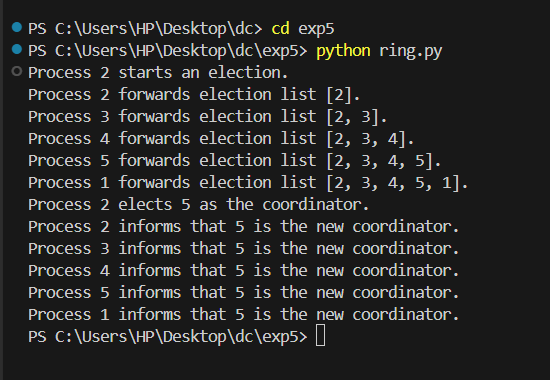 PS C:\Users\HP\Desktop\dc> cd exp5
PS C:\Users\HP\Desktop\dc\exp5> python ring.py
Process 2 starts an election.
Process 2 forwards election list [2].
Process 3 forwards election list [2, 3].
Process 4 forwards election list [2, 3, 4].
Process 5 forwards election list [2, 3, 4, 5].
Process 1 forwards election list [2, 3, 4, 5, 1].
Process 2 elects 5 as the coordinator.
Process 2 informs that 5 is the new coordinator.
Process 3 informs that 5 is the new coordinator.
Process 4 informs that 5 is the new coordinator.
Process 5 informs that 5 is the new coordinator.
Process 1 informs that 5 is the new coordinator.
PS C:\Users\HP\Desktop\dc\exp5>